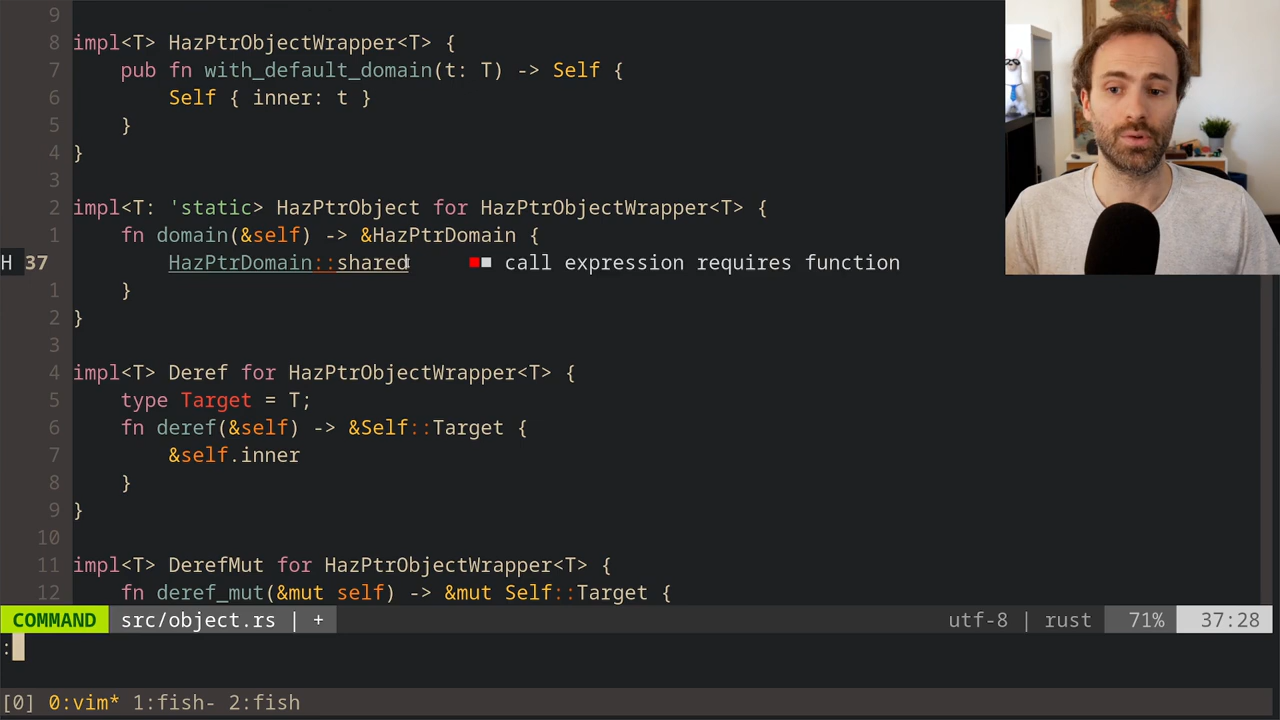 9
8 impl<T> HazPtrObjectWrapper<T> {
7     pub fn with_default_domain(t: T) -> Self {
6         Self { inner: t }
5     }
4 }
3
2 impl<T: 'static> HazPtrObject for HazPtrObjectWrapper<T> {
1     fn domain(&self) -> &HazPtrDomain {
H 37         HazPtrDomain::shared     call expression requires function
1     }
2 }
3
4 impl<T> Deref for HazPtrObjectWrapper<T> {
5     type Target = T;
6     fn deref(&self) -> &Self::Target {
7         &self.inner
8     }
9 }
10
11 impl<T> DerefMut for HazPtrObjectWrapper<T> {
12     fn deref_mut(&mut self) -> &mut Self::Target {
COMMAND src/object.rs | + utf-8 | rust 71% 37:28
:
[0] 0:vim* 1:fish- 2:fish